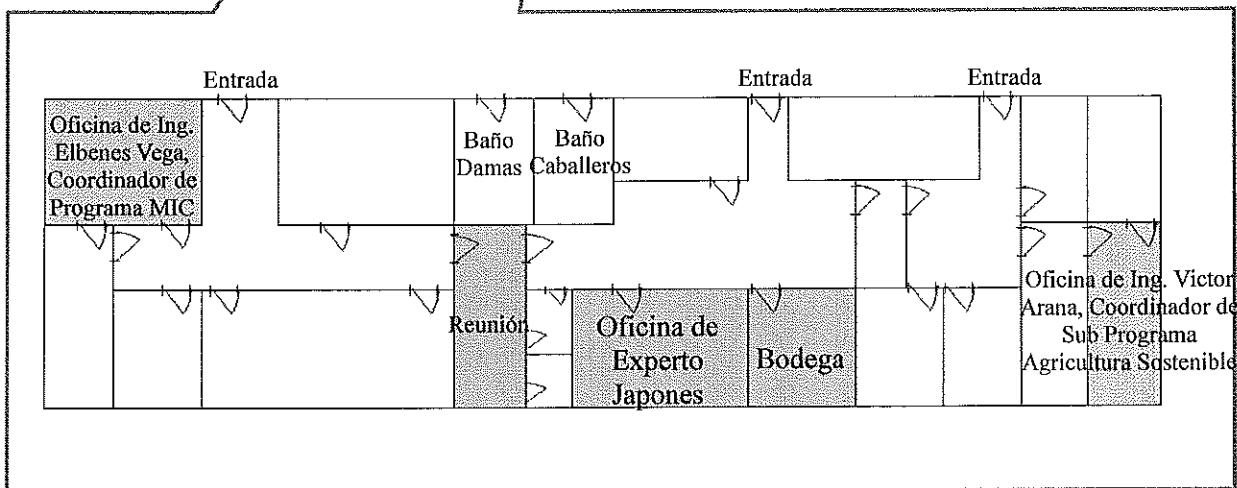 Entrada
Entrada
Entrada
Oficina de Ing.
Elbenes Vega,
Coordinador de
Programa MIC
Baño
Damas
Baño
Caballeros
Reunión
Oficina de
Experto
Japones
Bodega
Oficina de Ing. Victor
Arana, Coordinador de
Sub Programa
Agricultura Sostenible